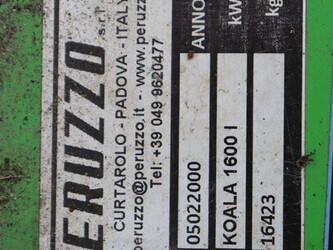 PERUZZO s.r.l.
CURTAROLO - PADOVA - ITALY
peruzzo@peruzzo.it - www.peruzzo
Tel: +39 049 9620477
ANNO
kW
kg
05022000
KOALA 1600 I
16423